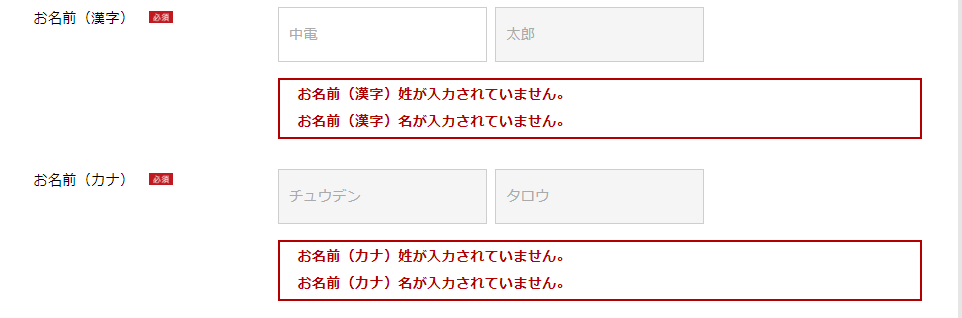 お名前（漢字） 必須 中電 太郎
お名前（漢字）姓が入力されていません。
お名前（漢字）名が入力されていません。
お名前（カナ） 必須 チュウデン タロウ
お名前（カナ）姓が入力されていません。
お名前（カナ）名が入力されていません。